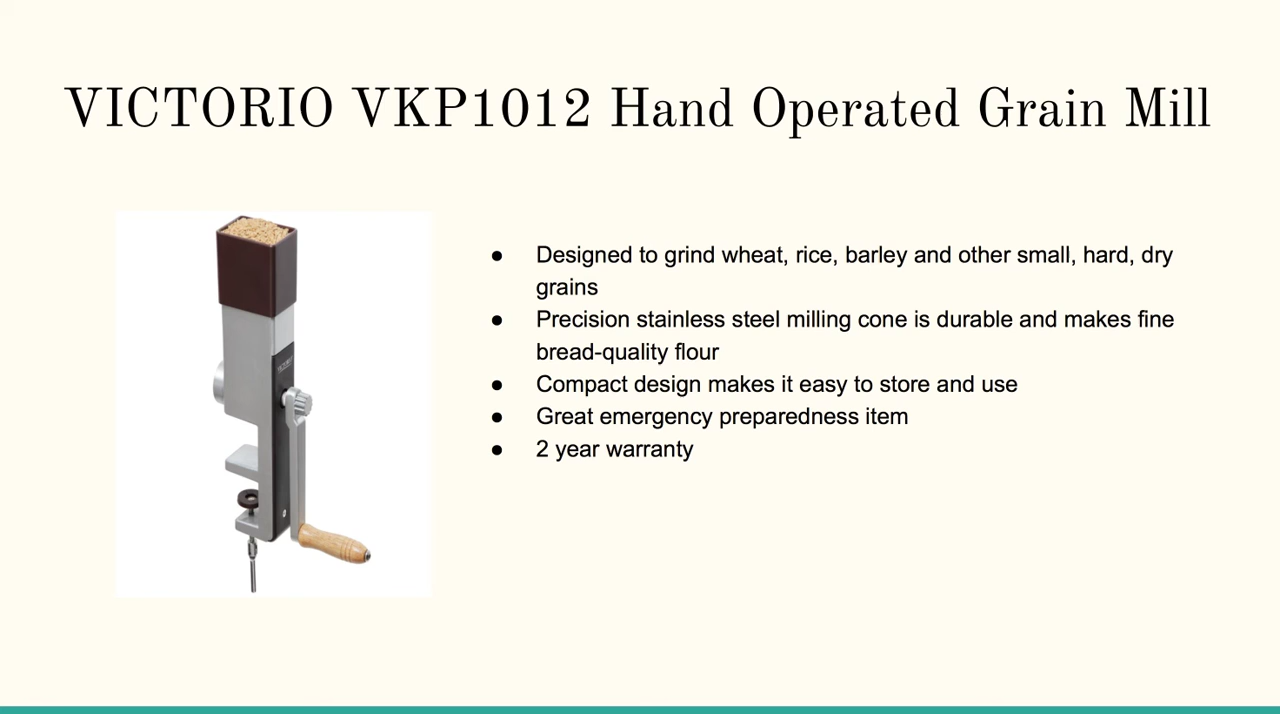 VICTORIO VKP1012 Hand Operated Grain Mill
● Designed to grind wheat, rice, barley and other small, hard, dry
grains
● Precision stainless steel milling cone is durable and makes fine
bread-quality flour
● Compact design makes it easy to store and use
● Great emergency preparedness item
● 2 year warranty
VICTORIO